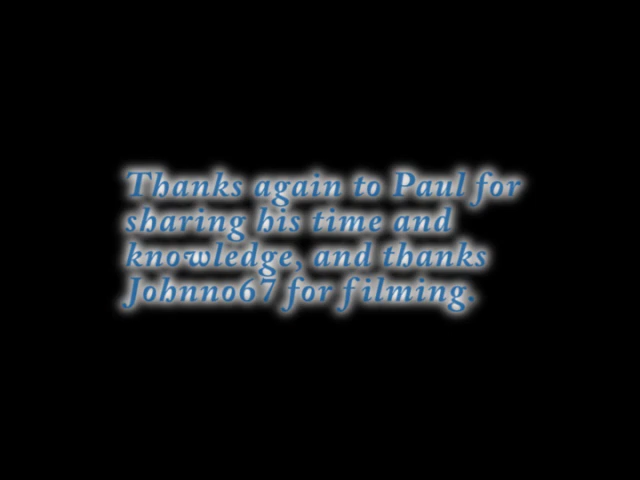 Thanks again to Paul for
sharing his time and
knowledge, and thanks
Johnno67 for filming.